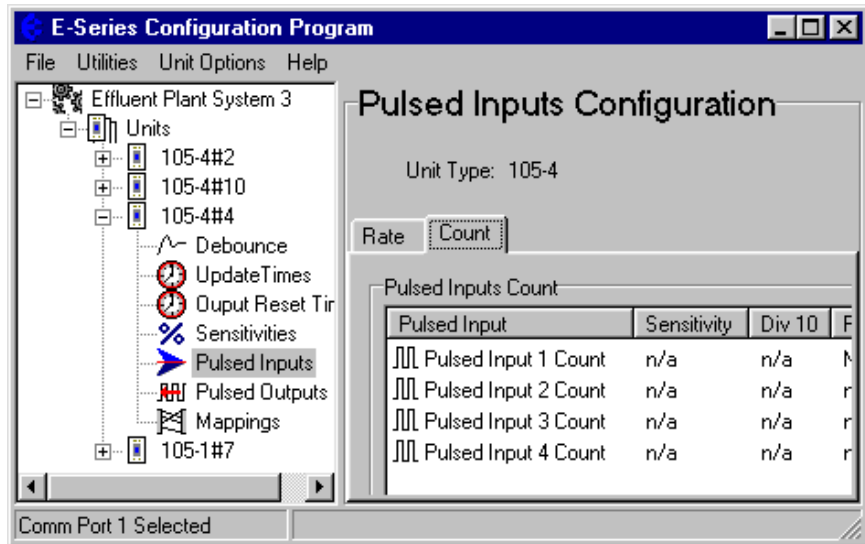 E-Series Configuration Program
File Utilities Unit Options Help
Effluent Plant System 3
Units
105-4#2
105-4#10
105-4#4
Debounce
UpdateTimes
Ouput Reset Tir
Sensitivities
Pulsed Inputs
Pulsed Outputs
Mappings
105-1#7
Pulsed Inputs Configuration
Unit Type: 105-4
Rate Count
Pulsed Inputs Count
Pulsed Input Sensitivity Div 10
Pulsed Input 1 Count n/a n/a
Pulsed Input 2 Count n/a n/a
Pulsed Input 3 Count n/a n/a
Pulsed Input 4 Count n/a n/a
Comm Port 1 Selected